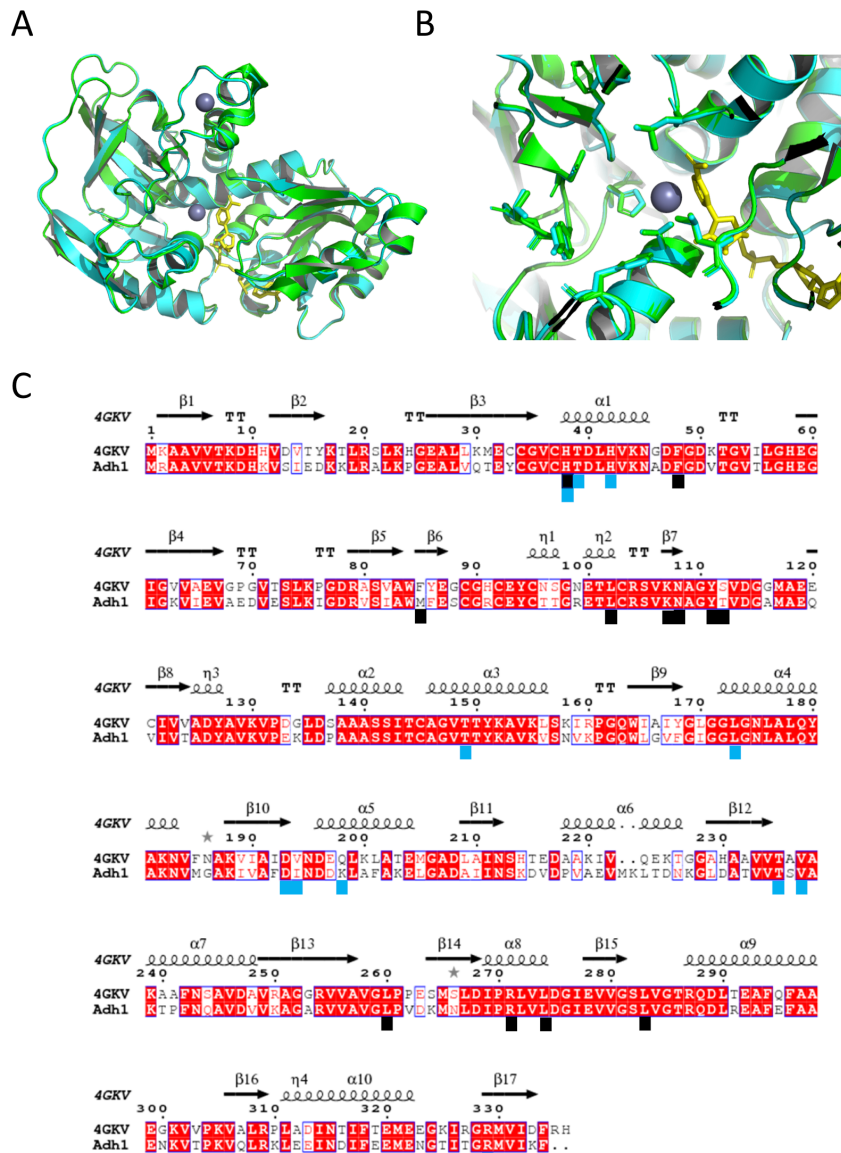 A
B
C
β1 TT β2 TT β3 α1 TT
4GKV
1 10 20 30 40 50 60
4GKV MKAAVVTKDHHVDVTYKTLRSLKHGEALLKMECCGVCHTDLHVKNGDFGDKTGVILGHEG
Adh1 MRAAVVTKDHKVSIEDKKLRALKPGEALVQTEYCGVCHTDLHVKNADFGDVTGVTLGHEG
β4 TT TT β5 β6 η1 η2 TT β7
4GKV
70 80 90 100 110 120
4GKV IGVVAEVGPGVTSLKPGDRASVAWFYEGCGHCEYCNSGNETLCRSVKNAGYSVDGGMAEE
Adh1 IGKVIEVAEDVESLKIGDRVSIAWMFESCGRCEYCTTGRETLCRSVKNAGYTVDGAMAEQ
β8 η3 TT α2 α3 TT β9 α4
4GKV
130 140 150 160 170 180
4GKV CIVVADYAVKVPDGLDSAAASSITCAGVTTYKAVKLSKIRPGQWIAIYGLGGLGNLALQY
Adh1 VIVTADYAVKVPEKLDPAAASSITCAGVTTYKAVKVSNVKPGQWLGVFGIGGLGNLALQY
β10 α5 β11 α6 β12
4GKV ..
190 200 210 220 230
4GKV AKNVFNAKVIAIDVNDEQLKLATEMGADLAINSHTEDAAKIV..QEKTGGAHAAVVTAVA
Adh1 AKNVMGAKIVAFDINDDKLAFAKELGADAIINSKDVDPVAEVMKLTDNKGLDATVVTSVA
α7 β13 β14 α8 β15 α9
4GKV
240 250 260 270 280 290
4GKV KAAFNSAVDAVRAGGRVVAVGLPPESMSLDIPRLVLDGIEVVGSLVGTRQDLTEAFQFAA
Adh1 KTPFNQAVDVVKAGARVVAVGLPVDKMNLDIPRLVLDGIEVVGSLVGTRQDLREAFEFAA
β16 η4 α10 β17
4GKV
300 310 320 330
4GKV EGKVVPKVALRPLADINTIFTEMEEGKIRGRMVIDFRH
Adh1 ENKVTPKVQLRKLEEINDIFEEMENGTITGRMVIKF..